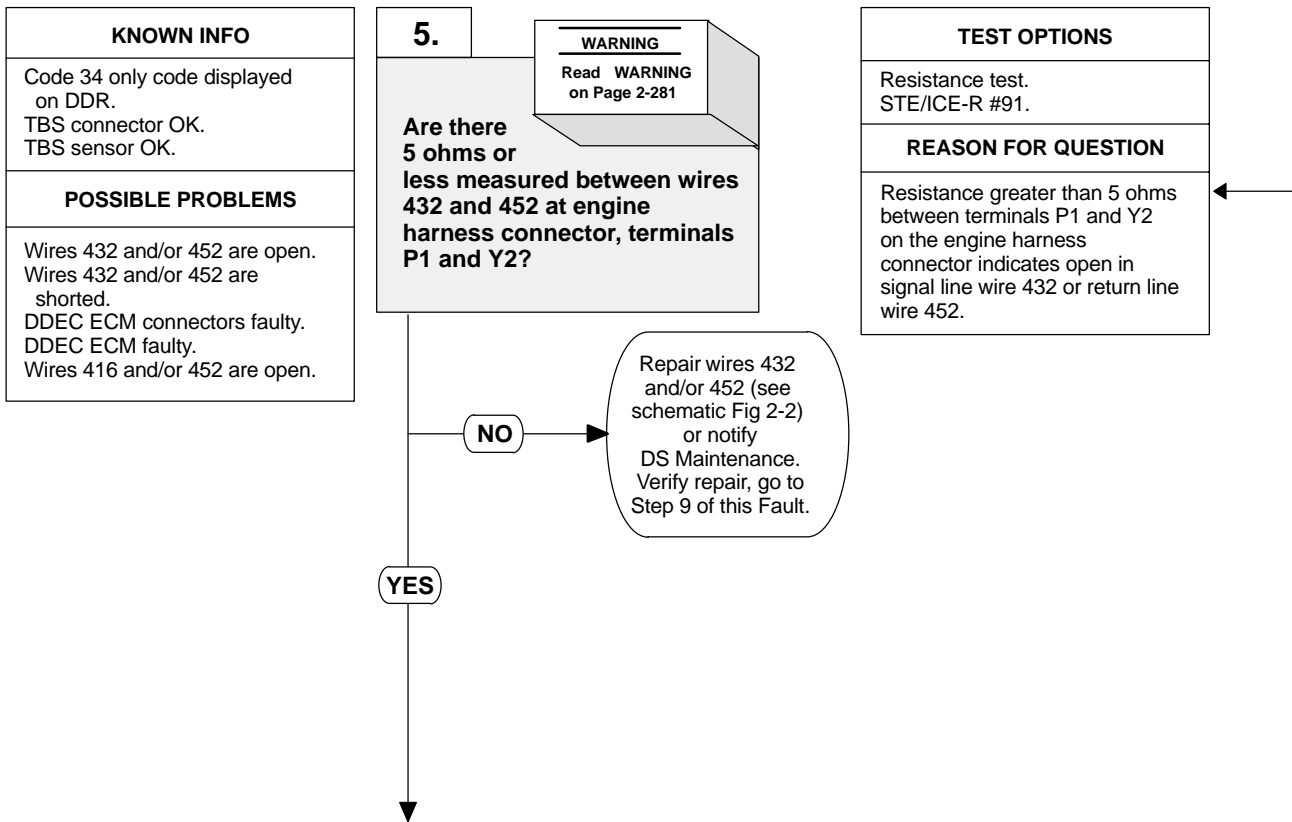 KNOWN INFO
Code 34 only code displayed
on DDR.
TBS connector OK.
TBS sensor OK.
POSSIBLE PROBLEMS
Wires 432 and/or 452 are open.
Wires 432 and/or 452 are
shorted.
DDEC ECM connectors faulty.
DDEC ECM faulty.
Wires 416 and/or 452 are open.
5.
WARNING
Read WARNING
on Page 2-281
Are there
5 ohms or
less measured between wires
432 and 452 at engine
harness connector, terminals
P1 and Y2?
TEST OPTIONS
Resistance test.
STE/ICE-R #91.
REASON FOR QUESTION
Resistance greater than 5 ohms
between terminals P1 and Y2
on the engine harness
connector indicates open in
signal line wire 432 or return line
wire 452.
NO
Repair wires 432
and/or 452 (see
schematic Fig 2-2)
or notify
DS Maintenance.
Verify repair, go to
Step 9 of this Fault.
YES